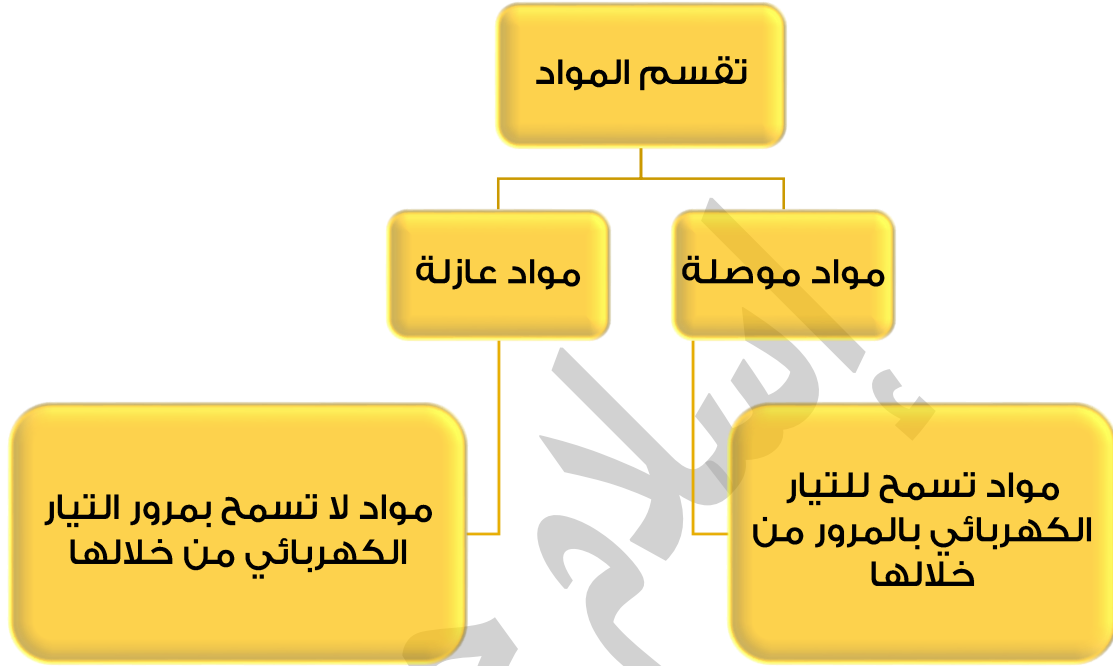 تقسم المواد
مواد موصلة
مواد عازلة
مواد تسمح للتيار
الكهربائي بالمرور من
خلالها
مواد لا تسمح بمرور التيار
الكهربائي من خلالها
إسلام